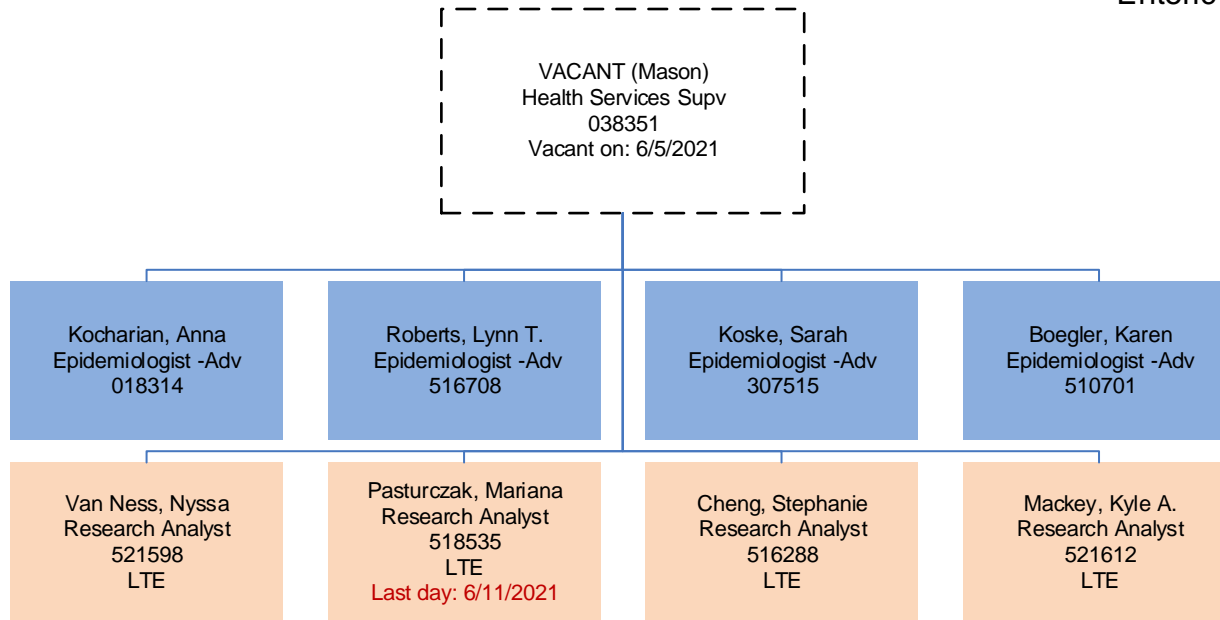 VACANT (Mason)
Health Services Supv
038351
Vacant on: 6/5/2021
Kocharian, Anna
Epidemiologist -Adv
018314
Roberts, Lynn T.
Epidemiologist -Adv
516708
Koske, Sarah
Epidemiologist -Adv
307515
Boegler, Karen
Epidemiologist -Adv
510701
Van Ness, Nyssa
Research Analyst
521598
LTE
Pasturczak, Mariana
Research Analyst
518535
LTE
Last day: 6/11/2021
Cheng, Stephanie
Research Analyst
516288
LTE
Mackey, Kyle A.
Research Analyst
521612
LTE